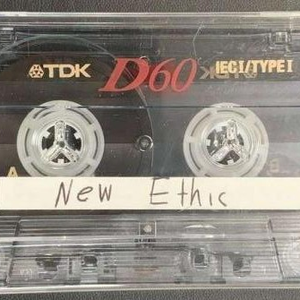 TDK D60 IECI/TYPE I
A
New Ethic